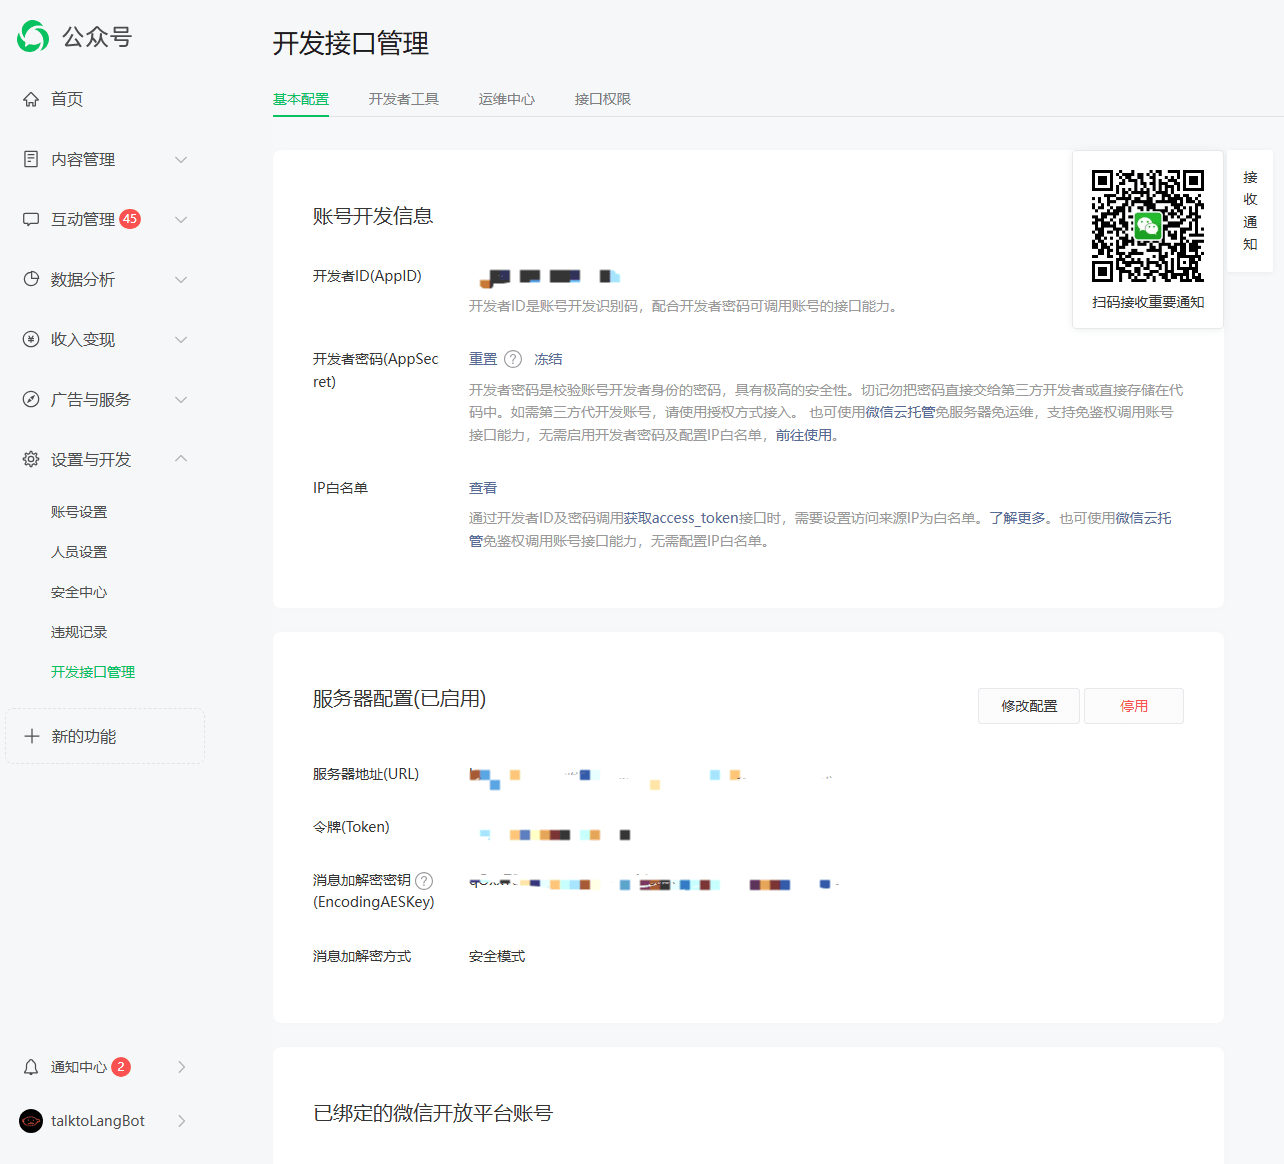 公众号
首页
内容管理
互动管理 45
数据分析
收入变现
广告与服务
设置与开发
账号设置
人员设置
安全中心
违规记录
开发接口管理
新的功能
通知中心 2
talktoLangBot
开发接口管理
基本配置 开发者工具 运维中心 接口权限
账号开发信息
开发者ID(AppID)
开发者ID是账号开发识别码，配合开发者密码可调用账号的接口能力。
开发者密码(AppSec
ret)
重置 ? 冻结
开发者密码是校验账号开发者身份的密码，具有极高的安全性。切记勿把密码直接交给第三方开发者或直接存储在代
码中。如需第三方代开发账号，请使用授权方式接入。 也可使用微信云托管免服务器免运维，支持免鉴权调用账号
接口能力，无需启用开发者密码及配置IP白名单，前往使用。
IP白名单
查看
通过开发者ID及密码调用获取access_token接口时，需要设置访问来源IP为白名单。了解更多。也可使用微信云托
管免鉴权调用账号接口能力，无需配置IP白名单。
扫码接收重要通知
接
收
通
知
服务器配置(已启用)
修改配置 停用
服务器地址(URL)
令牌(Token)
消息加解密密钥 ?
(EncodingAESKey)
消息加解密方式 安全模式
已绑定的微信开放平台账号